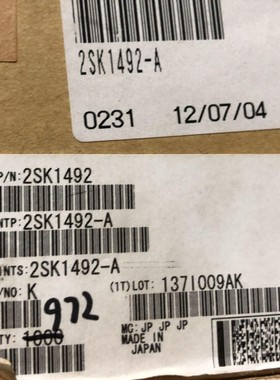 2SK1492-A
0231 12/07/04
P/N: 2SK1492
NTP: 2SK1492-A
NTS: 2SK1492-A
/NO: K (1T)LOT: 137I009AK
972
TY: 1000
MC: JP JP JP
MADE IN
JAPAN